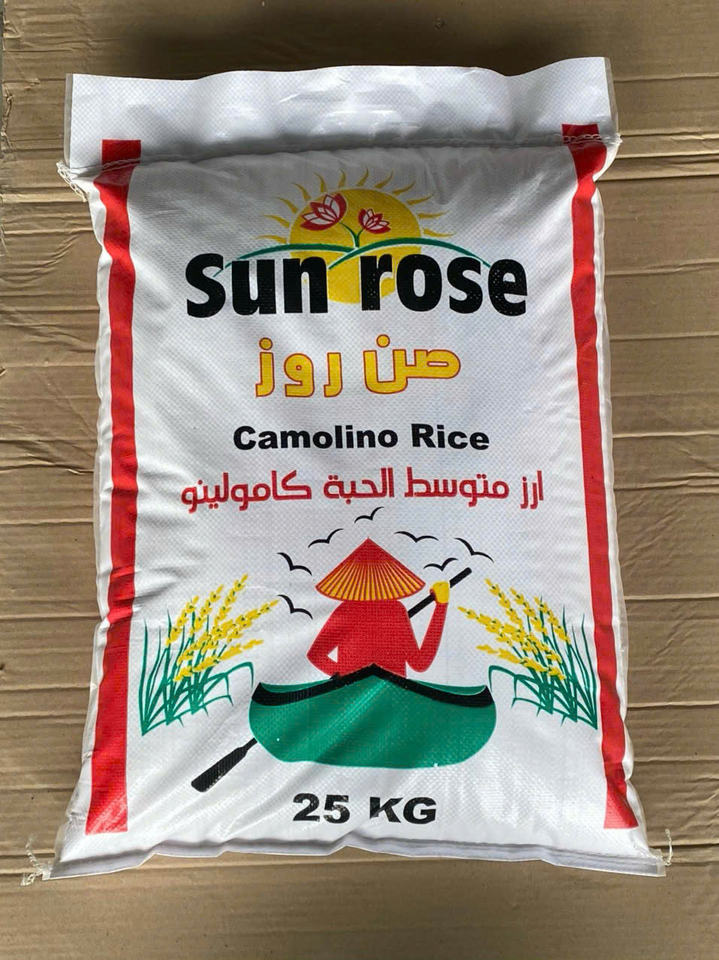 sun rose
صن روز
Camolino Rice
ارز متوسط الحبة كامولينو
25 KG